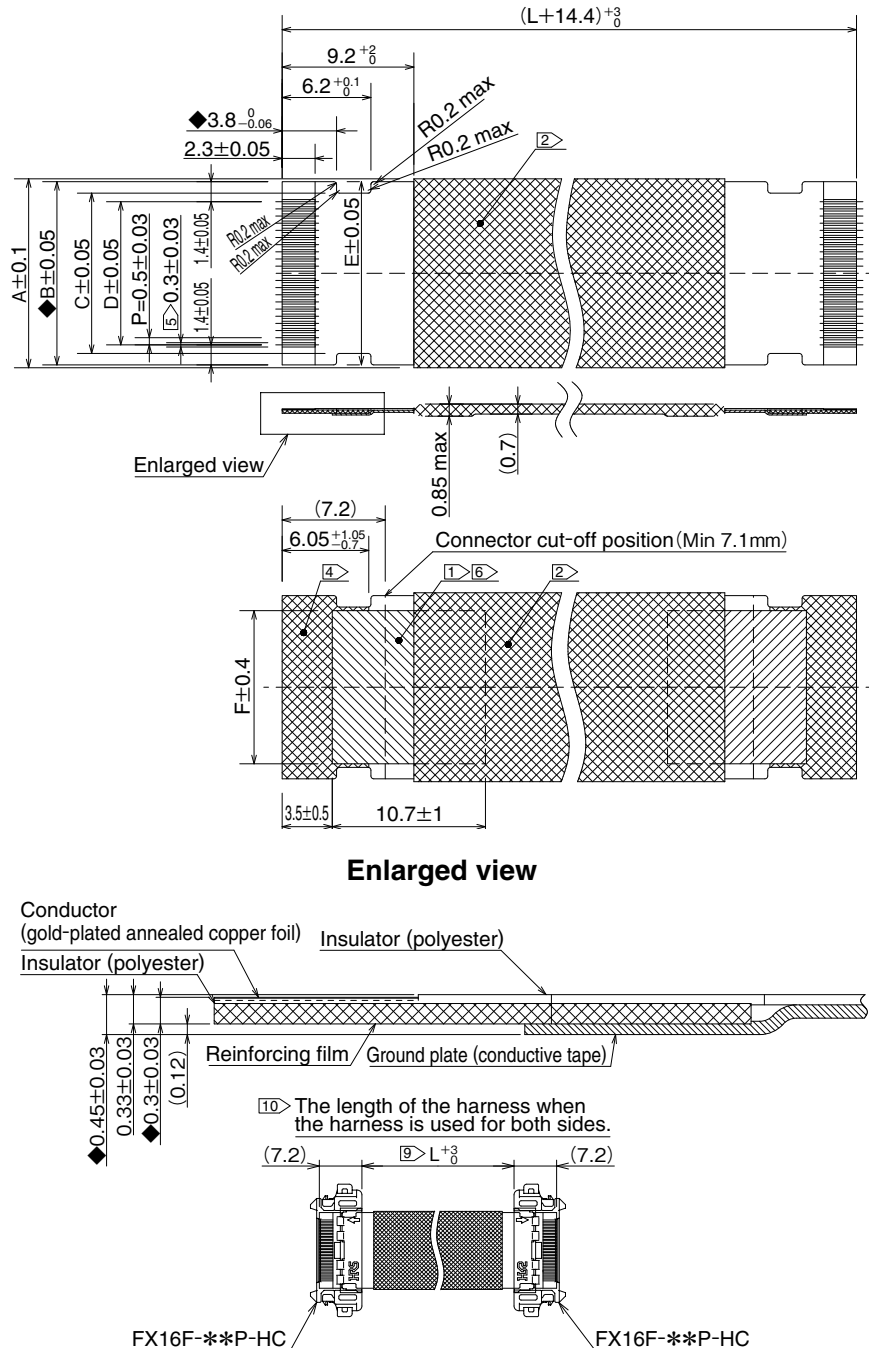 (L+14.4)+3 0
9.2+2 0
6.2+0.1 0
◆3.8 0 -0.06
2.3±0.05
R0.2 max
R0.2 max
2
R0.2 max
R0.2 max
A±0.1
◆B±0.05
C±0.05
D±0.05
P=0.5±0.03
5 0.3±0.03
1.4±0.05
1.4±0.05
E±0.05
Enlarged view
0.85 max
(0.7)
(7.2)
6.05+1.05 -0.7
Connector cut-off position(Min 7.1mm)
4
1 6
2
F±0.4
3.5±0.5
10.7±1
Enlarged view
Conductor
(gold-plated annealed copper foil)
Insulator (polyester)
Insulator (polyester)
Reinforcing film
Ground plate (conductive tape)
◆0.45±0.03
0.33±0.03
◆0.3±0.03
(0.12)
10 The length of the harness when
the harness is used for both sides.
(7.2)
9 L+3 0
(7.2)
HRS
HRS
FX16F-**P-HC
FX16F-**P-HC